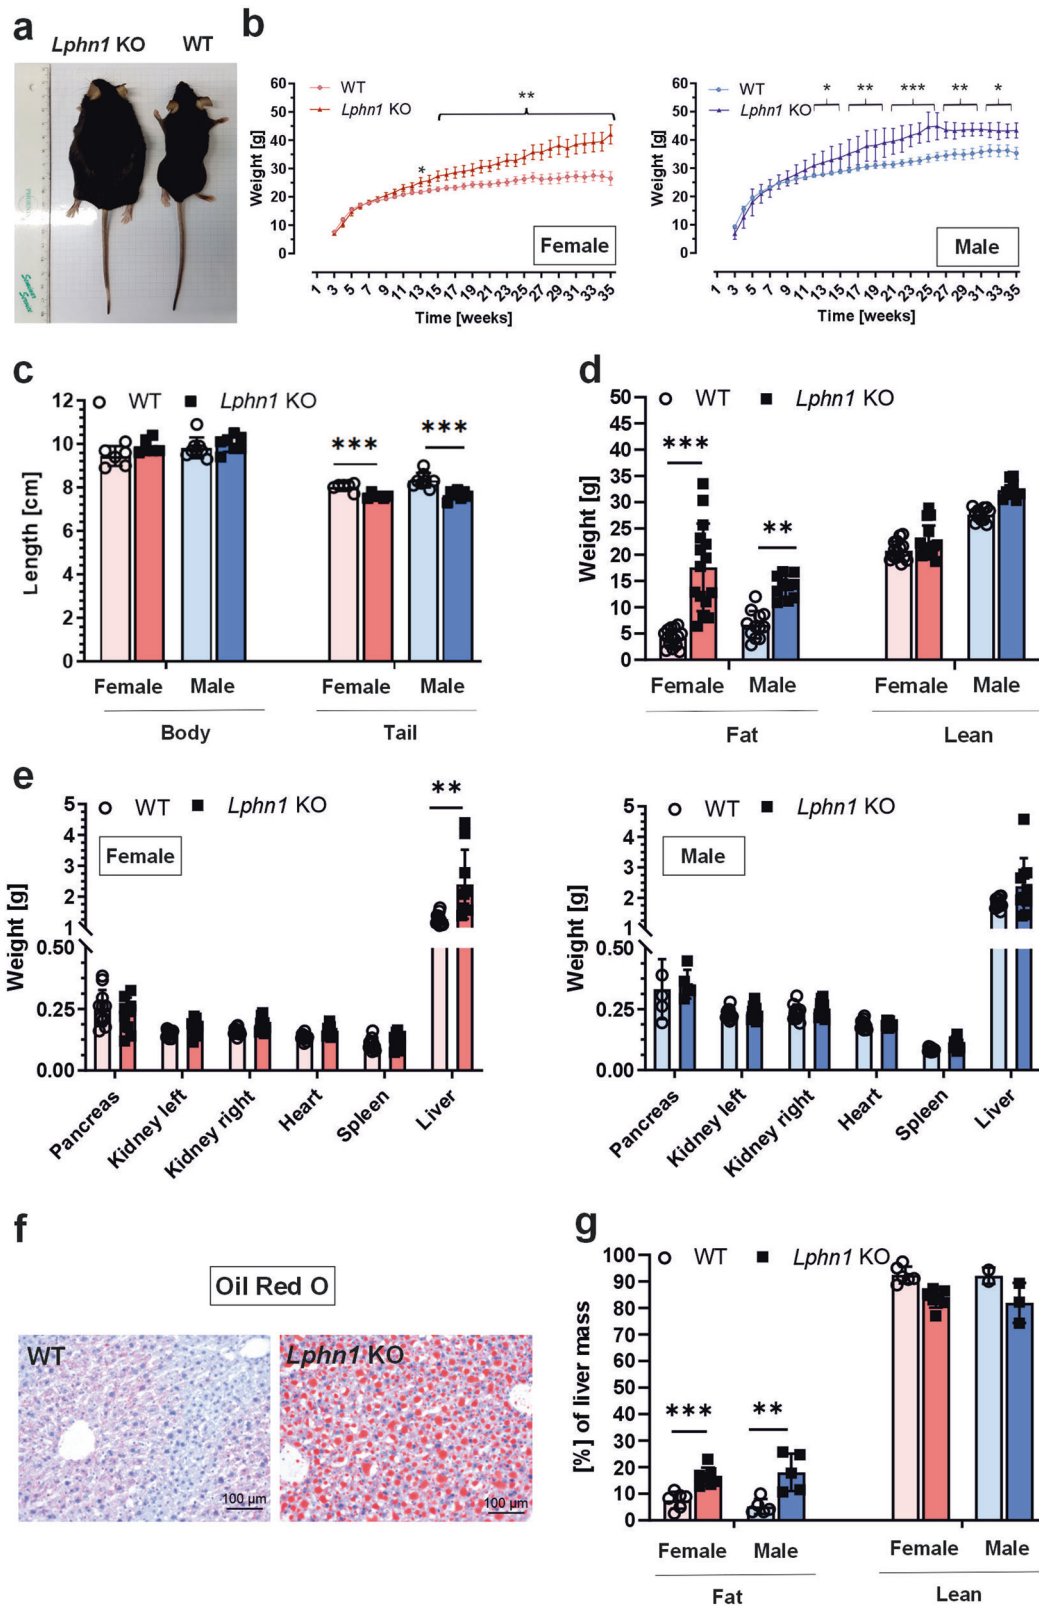 a
Lphn1 KO WT
b
60
50
40
30
20
10
0
Weight [g]
WT
Lphn1 KO
*
**
Female
1 3 5 7 9 11 13 15 17 19 21 23 25 27 29 31 33 35
Time [weeks]
60
50
40
30
20
10
0
Weight [g]
WT
Lphn1 KO
* ** *** ** *
Male
1 3 5 7 9 11 13 15 17 19 21 23 25 27 29 31 33 35
Time [weeks]
c
12
10
8
6
4
2
0
Length [cm]
WT Lphn1 KO
*** ***
Female Male Female Male
Body Tail
d
50
45
40
35
30
25
20
15
10
5
0
Weight [g]
WT Lphn1 KO
*** **
Female Male Female Male
Fat Lean
e
5
4
3
2
1
0.50
0.25
0.00
Weight [g]
WT Lphn1 KO
Female
**
Pancreas
Kidney left
Kidney right
Heart
Spleen
Liver
5
4
3
2
1
0.50
0.25
0.00
Weight [g]
WT Lphn1 KO
Male
Pancreas
Kidney left
Kidney right
Heart
Spleen
Liver
f
Oil Red O
WT
100 µm
Lphn1 KO
100 µm
g
100
90
80
70
60
50
40
30
20
10
0
[%] of liver mass
WT Lphn1 KO
*** **
Female Male Female Male
Fat Lean